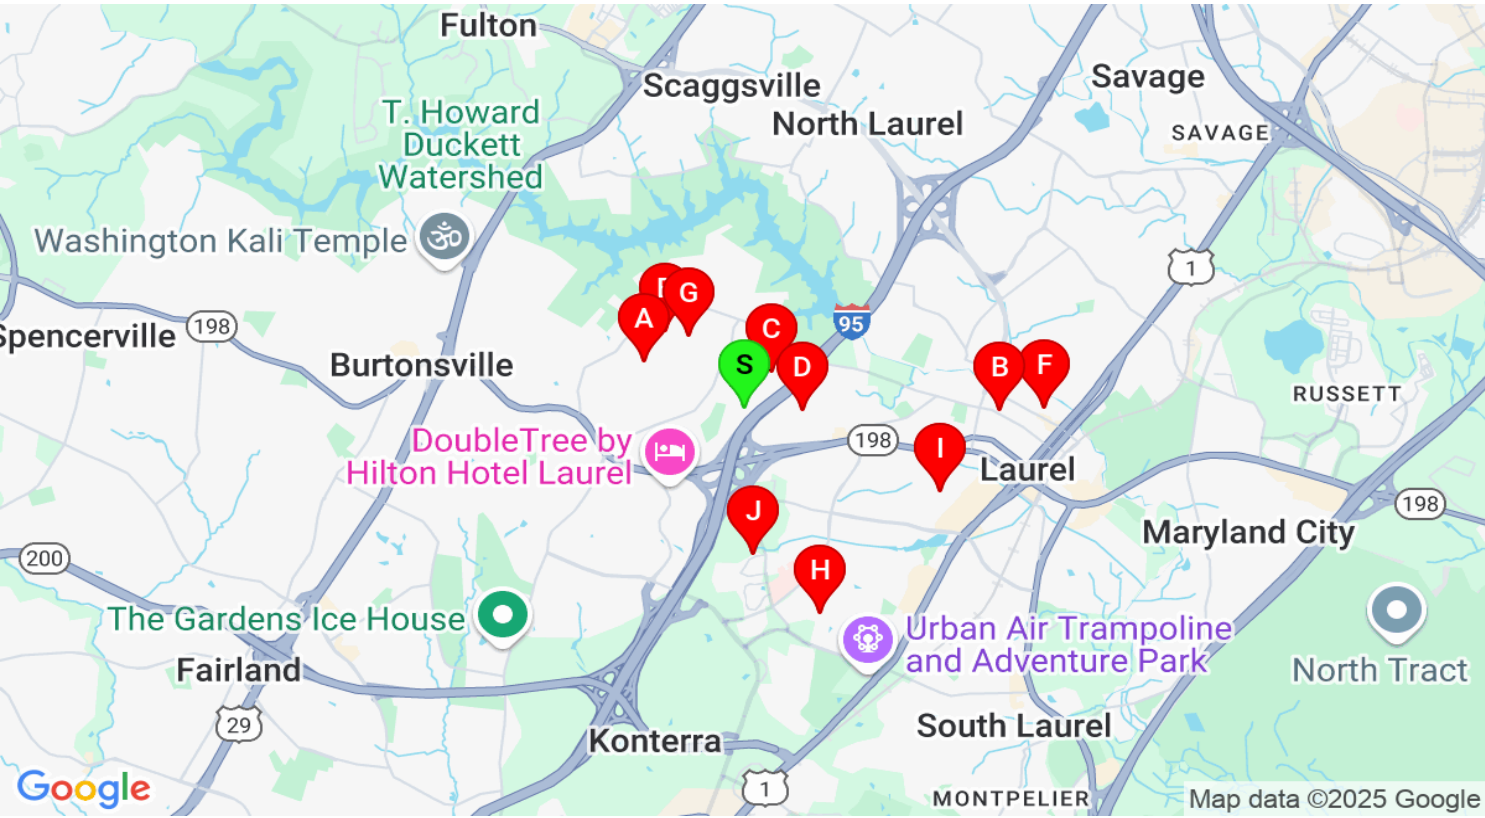 Fulton
Scaggsville
Savage
T. Howard
Duckett
Watershed
North Laurel
SAVAGE
Washington Kali Temple
1
G
A
C
95
Spencerville
198
Burtonsville
S
D
B
F
RUSSETT
DoubleTree by
Hilton Hotel Laurel
198
I
Laurel
198
J
Maryland City
200
H
The Gardens Ice House
Urban Air Trampoline
and Adventure Park
Fairland
North Tract
29
South Laurel
Konterra
1
Google
MONTPELIER
Map data ©2025 Google